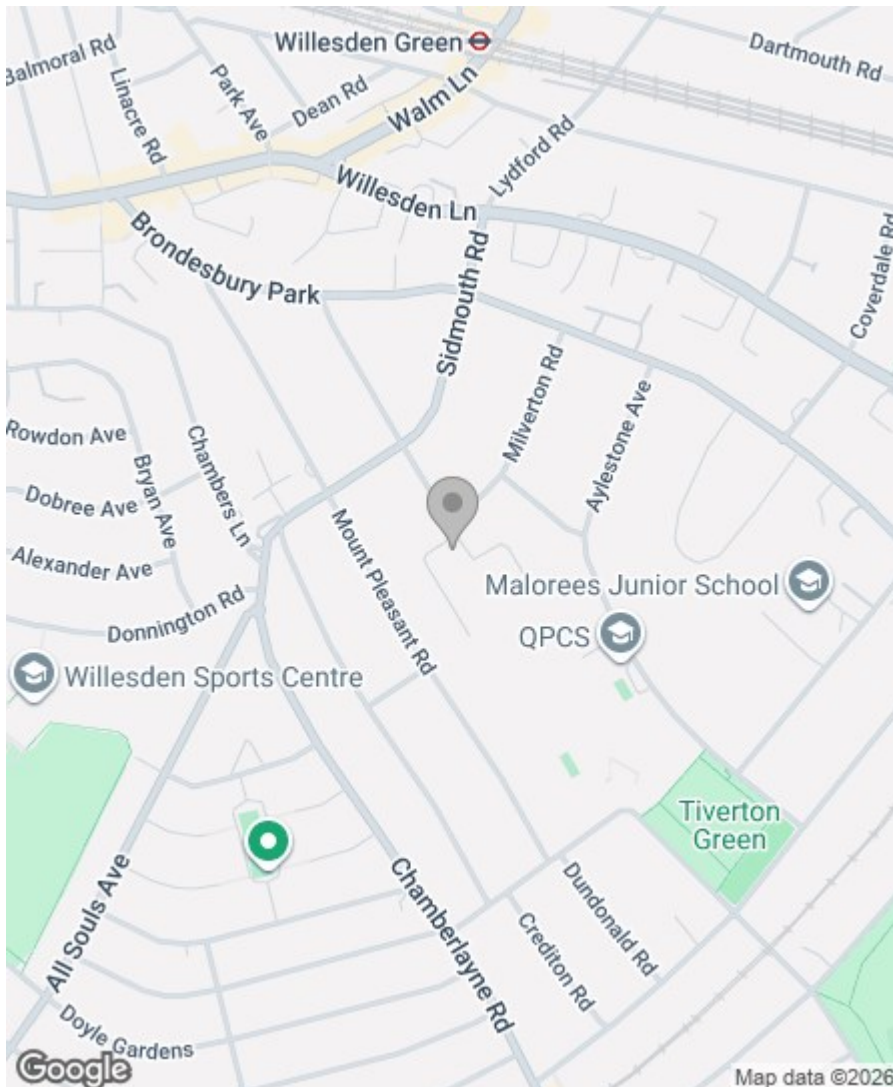 Willesden Green
Balmoral Rd
Linacre Rd
Park Ave
Dean Rd
Walm Ln
Dartmouth Rd
Lydford Rd
Willesden Ln
Brondesbury Park
Sidmouth Rd
Coverdale Rd
Milverton Rd
Aylestone Ave
Rowdon Ave
Bryan Ave
Chambers Ln
Dobree Ave
Alexander Ave
Donnington Rd
Mount Pleasant Rd
Malorees Junior School
QPCS
Willesden Sports Centre
Tiverton
Green
All Souls Ave
Chamberlayne Rd
Dundonald Rd
Crediton Rd
Doyle Gardens
Google
Map data ©2026